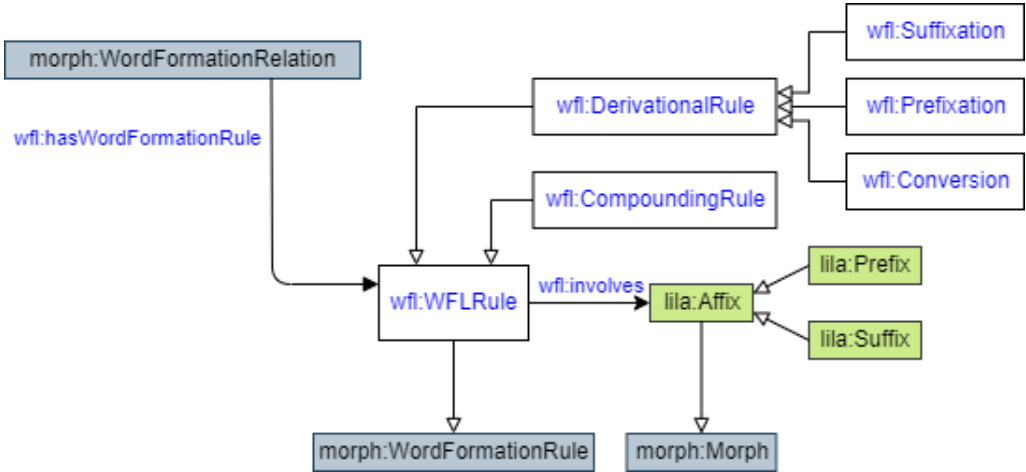 wfl:Suffixation
morph:WordFormationRelation
wfl:DerivationalRule
wfl:Prefixation
wfl:hasWordFormationRule
wfl:Conversion
wfl:CompoundingRule
lila:Prefix
wfl:WFLRule
wfl:involves
lila:Affix
lila:Suffix
morph:WordFormationRule
morph:Morph